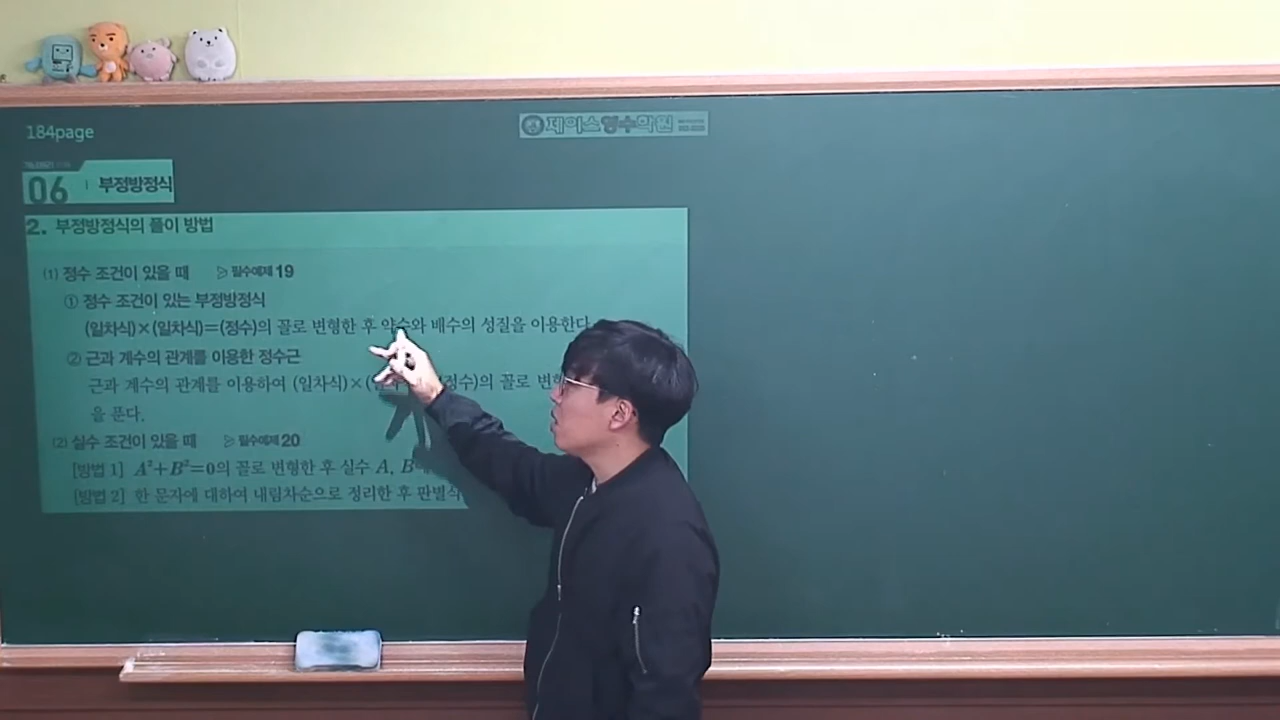 184page
제이스영수학원
06 부정방정식
2. 부정방정식의 풀이 방법
(1) 정수 조건이 있을 때 필수예제 19
① 정수 조건이 있는 부정방정식
(일차식)×(일차식)=(정수)의 꼴로 변형한 후 약수와 배수의 성질을 이용한다
② 근과 계수의 관계를 이용한 정수근
근과 계수의 관계를 이용하여 (일차식)×( 정수)의 꼴로
을 푼다.
(2) 실수 조건이 있을 때 필수예제 20
[방법 1] A²+B²=0의 꼴로 변형한 후 실수 A, B
[방법 2] 한 문자에 대하여 내림차순으로 정리한 후 판별식